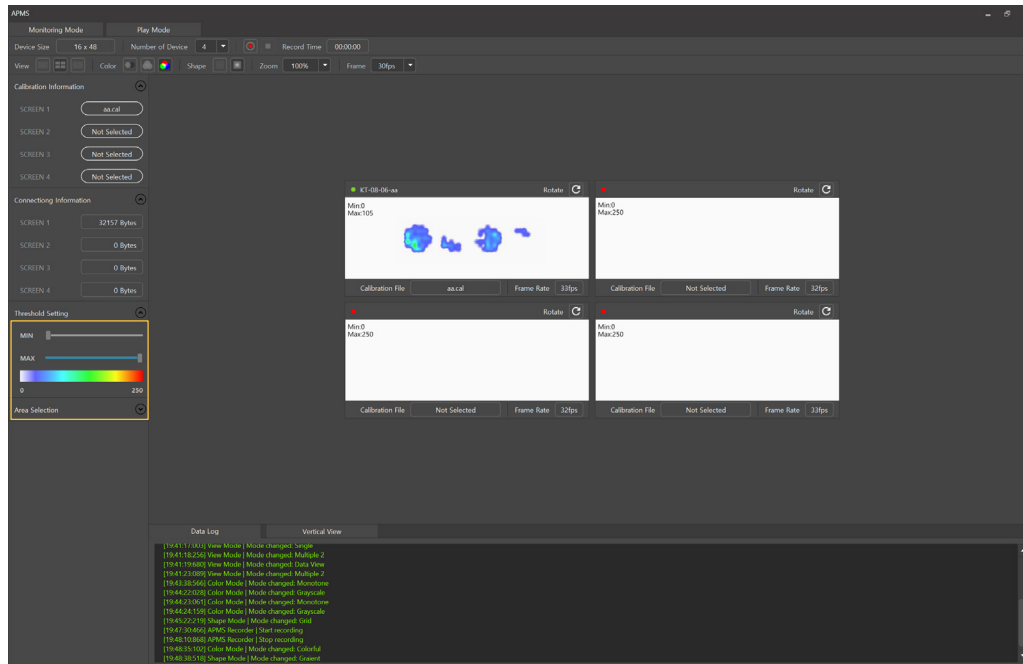 APMS
Monitoring Mode Play Mode
Device Size 16 x 48 Number of Device 4 Record Time 00:00:00
View Color Shape Zoom 100% Frame 30fps
Calibration Information
SCREEN 1 aa.cal
SCREEN 2 Not Selected
SCREEN 3 Not Selected
SCREEN 4 Not Selected
Connectiong Information
SCREEN 1 32157 Bytes
SCREEN 2 0 Bytes
SCREEN 3 0 Bytes
SCREEN 4 0 Bytes
Threshold Setting
MIN
MAX
0 250
Area Selection
KT-08-06-aa Rotate
Min:0
Max:105
Calibration File aa.cal Frame Rate 33fps
Rotate
Min:0
Max:250
Calibration File Not Selected Frame Rate 32fps
Rotate
Min:0
Max:250
Calibration File Not Selected Frame Rate 32fps
Rotate
Min:0
Max:250
Calibration File Not Selected Frame Rate 33fps
Data Log Vertical View
[19:41:17:003] View Mode | Mode changed: Single
[19:41:18:256] View Mode | Mode changed: Multiple 2
[19:41:19:680] View Mode | Mode changed: Data View
[19:41:23:089] View Mode | Mode changed: Multiple 2
[19:43:38:566] Color Mode | Mode changed: Monotone
[19:44:22:028] Color Mode | Mode changed: Grayscale
[19:44:23:061] Color Mode | Mode changed: Monotone
[19:44:24:159] Color Mode | Mode changed: Grayscale
[19:45:22:219] Shape Mode | Mode changed: Grid
[19:47:30:466] APMS Recorder | Start recording
[19:48:10:868] APMS Recorder | Stop recording
[19:48:35:102] Color Mode | Mode changed: Colorful
[19:48:38:518] Shape Mode | Mode changed: Graient